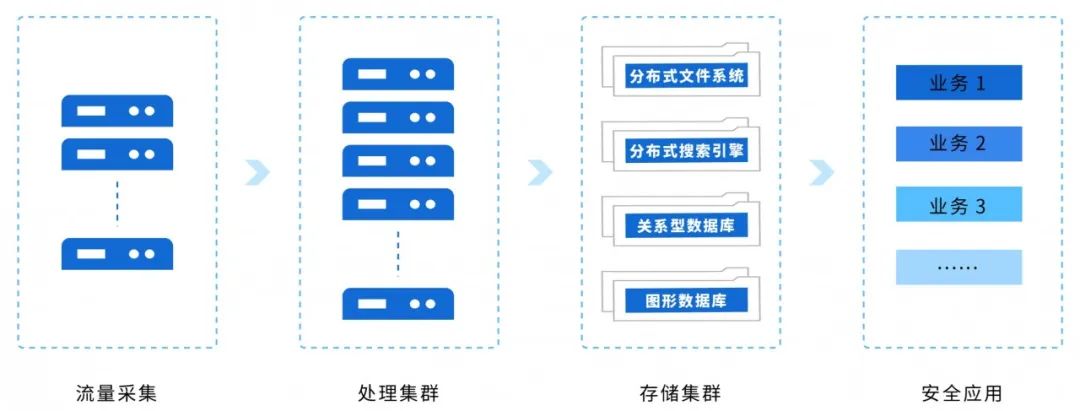 分布式文件系统
分布式搜索引擎
关系型数据库
图形数据库
业务 1
业务 2
业务 3
……
流量采集
处理集群
存储集群
安全应用